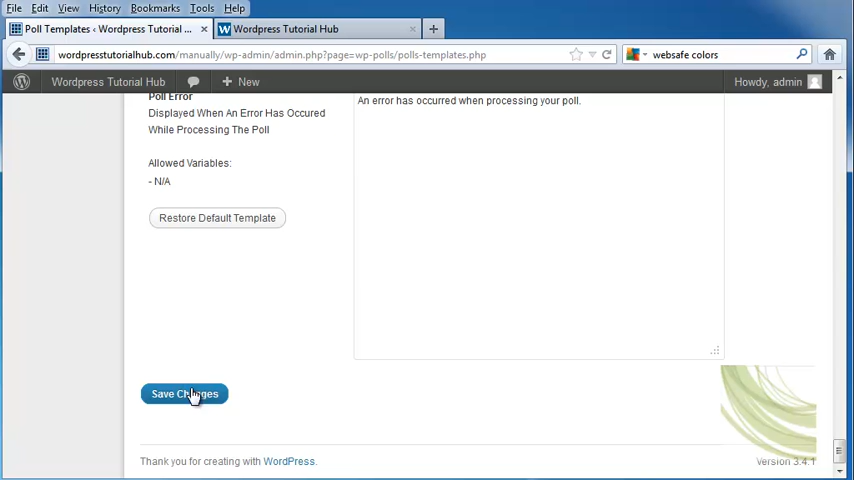 File Edit View History Bookmarks Tools Help
Poll Templates ‹ Wordpress Tutorial ... × W Wordpress Tutorial Hub × +
wordpresstutorialhub.com/manually/wp-admin/admin.php?page=wp-polls/polls-templates.php websafe colors
Wordpress Tutorial Hub + New Howdy, admin
Poll Error
Displayed When An Error Has Occured
While Processing The Poll
An error has occurred when processing your poll.
Allowed Variables:
- N/A
Restore Default Template
Save Changes
Thank you for creating with WordPress. Version 3.4.1